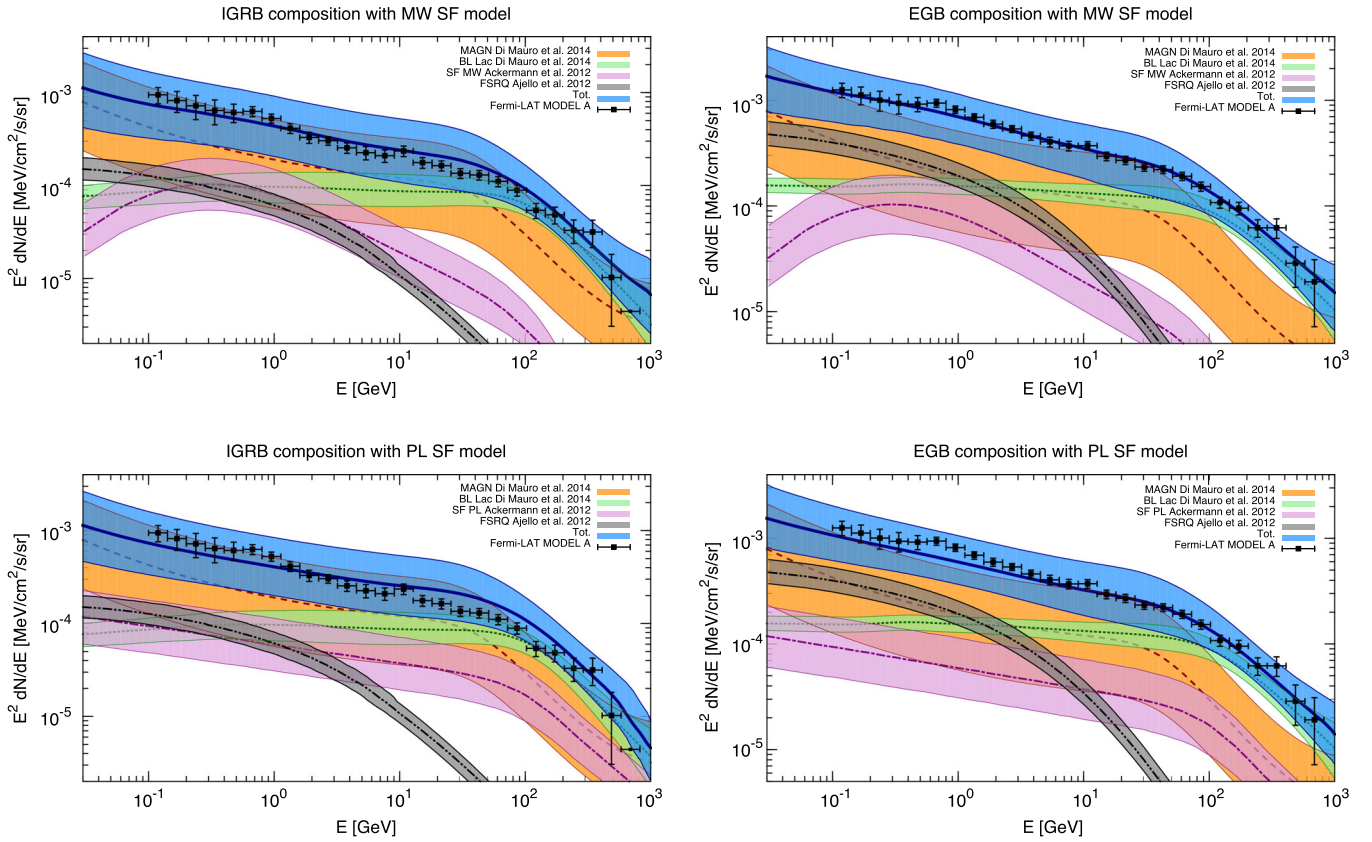 IGRB composition with MW SF model
E² dN/dE [MeV/cm²/s/sr]
10⁻³
10⁻⁴
10⁻⁵
MAGN Di Mauro et al. 2014
BL Lac Di Mauro et al. 2014
SF MW Ackermann et al. 2012
FSRQ Ajello et al. 2012
Tot.
Fermi-LAT MODEL A
10⁻¹ 10⁰ 10¹ 10² 10³
E [GeV]
EGB composition with MW SF model
E² dN/dE [MeV/cm²/s/sr]
10⁻³
10⁻⁴
10⁻⁵
MAGN Di Mauro et al. 2014
BL Lac Di Mauro et al. 2014
SF MW Ackermann et al. 2012
FSRQ Ajello et al. 2012
Tot.
Fermi-LAT MODEL A
10⁻¹ 10⁰ 10¹ 10² 10³
E [GeV]
IGRB composition with PL SF model
E² dN/dE [MeV/cm²/s/sr]
10⁻³
10⁻⁴
10⁻⁵
MAGN Di Mauro et al. 2014
BL Lac Di Mauro et al. 2014
SF PL Ackermann et al. 2012
FSRQ Ajello et al. 2012
Tot.
Fermi-LAT MODEL A
10⁻¹ 10⁰ 10¹ 10² 10³
E [GeV]
EGB composition with PL SF model
E² dN/dE [MeV/cm²/s/sr]
10⁻³
10⁻⁴
10⁻⁵
MAGN Di Mauro et al. 2014
BL Lac Di Mauro et al. 2014
SF PL Ackermann et al. 2012
FSRQ Ajello et al. 2012
Tot.
Fermi-LAT MODEL A
10⁻¹ 10⁰ 10¹ 10² 10³
E [GeV]